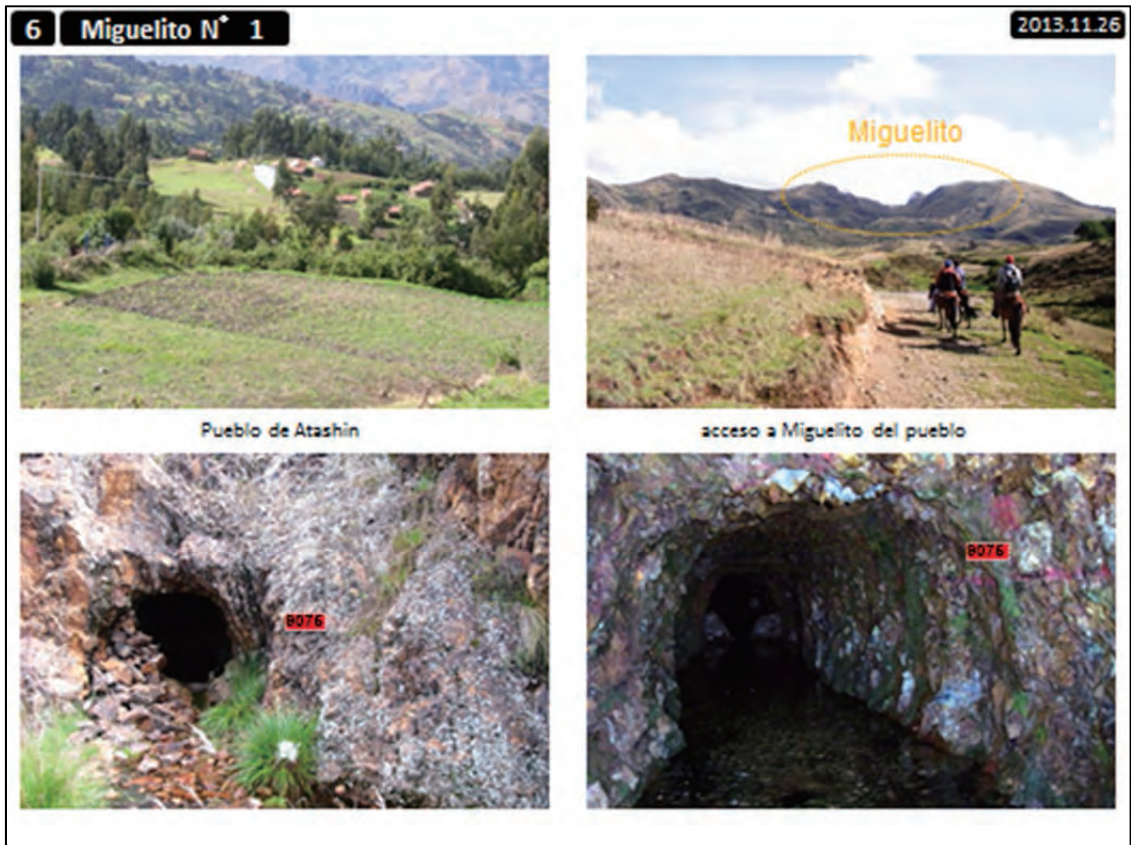 6 Miguelito N° 1
2013.11.26
Miguelito
Pueblo de Atashin
acceso a Miguelito del pueblo
8076
8076